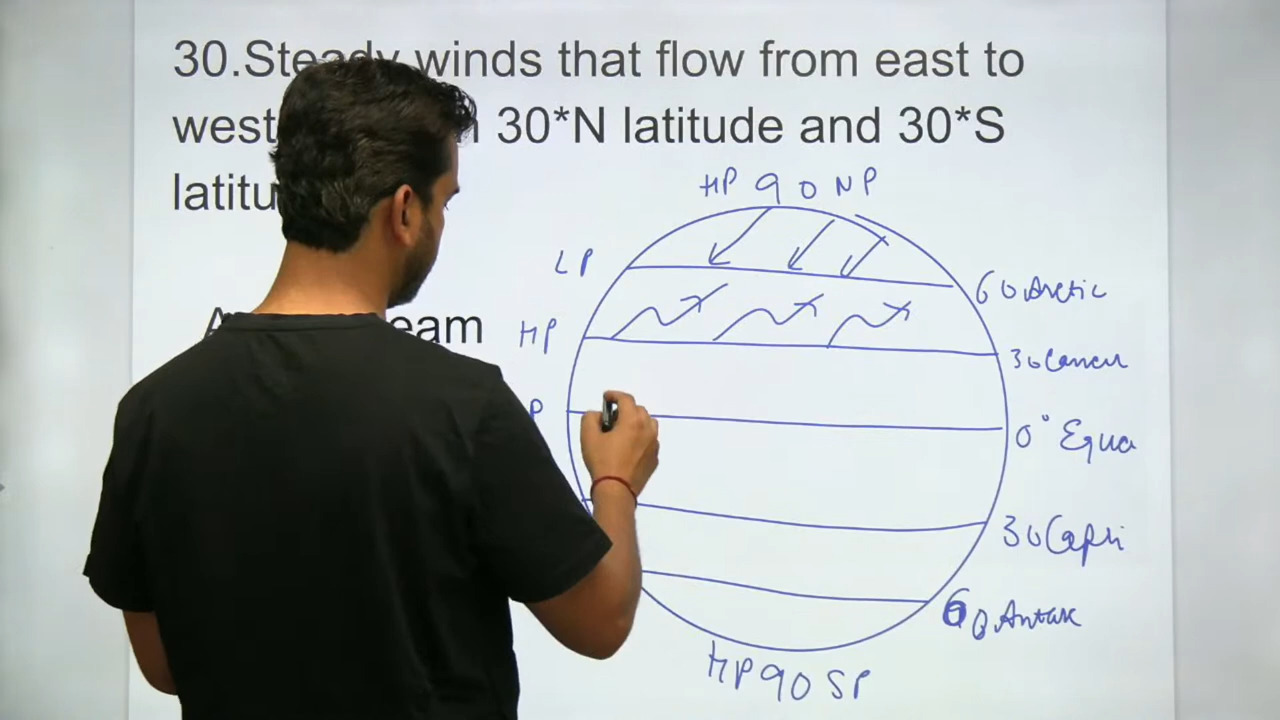 30.Steady winds that flow from east to
west 30*N latitude and 30*S
latitu
eam
HP 90 NP
LP
60 Arctic
HP
30 Cancer
P
0° Equa
30 Capri
60 Antarc
HP 90 SP